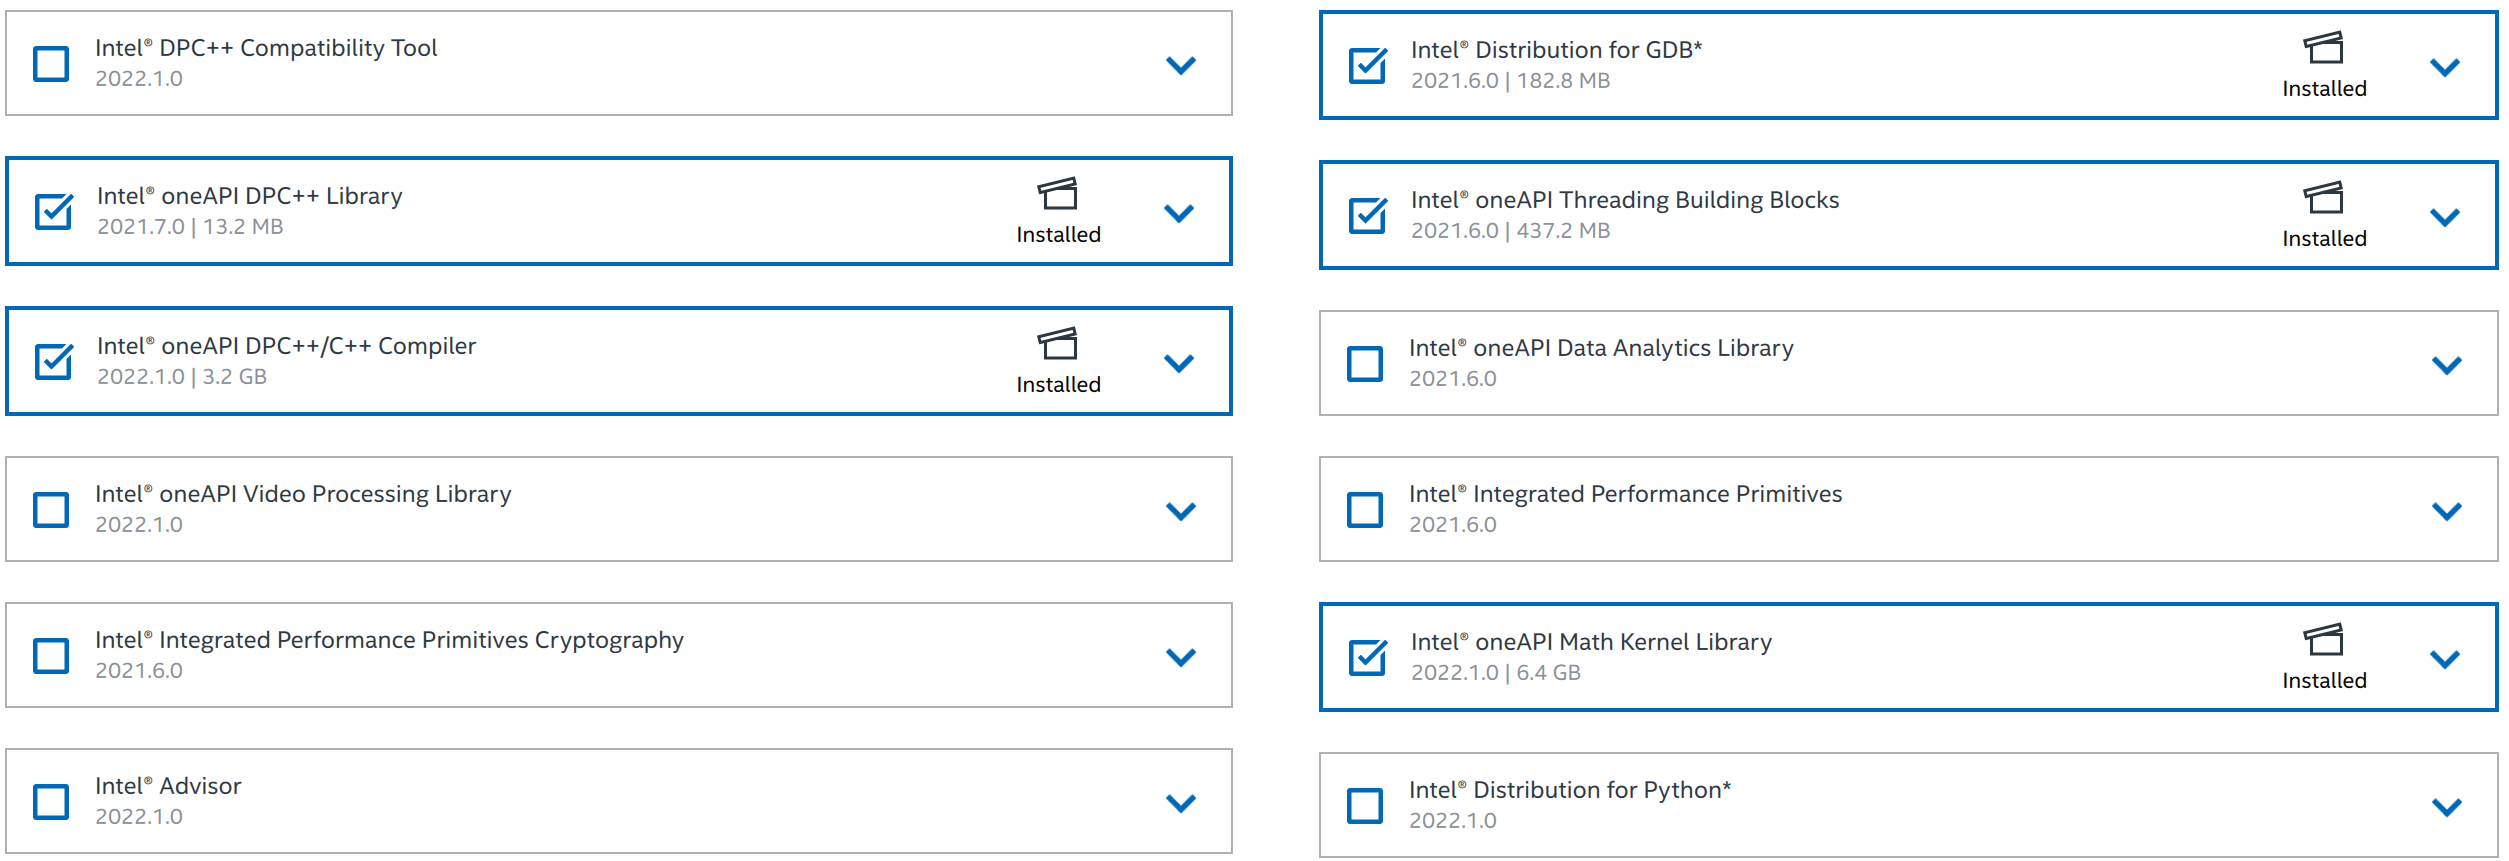 Intel® DPC++ Compatibility Tool
2022.1.0
Intel® Distribution for GDB*
2021.6.0 | 182.8 MB
Installed
Intel® oneAPI DPC++ Library
2021.7.0 | 13.2 MB
Installed
Intel® oneAPI Threading Building Blocks
2021.6.0 | 437.2 MB
Installed
Intel® oneAPI DPC++/C++ Compiler
2022.1.0 | 3.2 GB
Installed
Intel® oneAPI Data Analytics Library
2021.6.0
Intel® oneAPI Video Processing Library
2022.1.0
Intel® Integrated Performance Primitives
2021.6.0
Intel® Integrated Performance Primitives Cryptography
2021.6.0
Intel® oneAPI Math Kernel Library
2022.1.0 | 6.4 GB
Installed
Intel® Advisor
2022.1.0
Intel® Distribution for Python*
2022.1.0